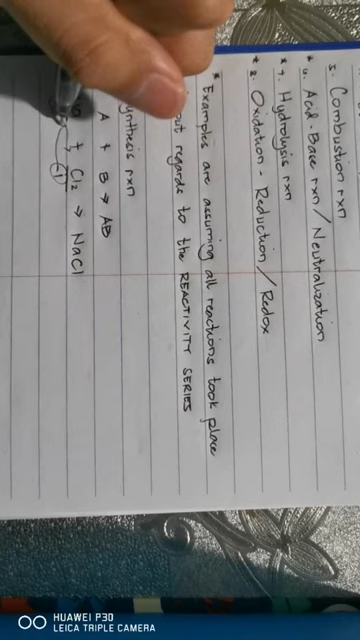 5. Combustion rxn
* 6. Acid-Base rxn / Neutralization
* 7. Hydrolysis rxn
* 8. Oxidation - Reduction / Redox
* Examples are assuming all reactions took place
regards to the REACTIVITY SERIES
rxn
A + B → AB
+ Cl₂ → NaCl
HUAWEI P30
LEICA TRIPLE CAMERA